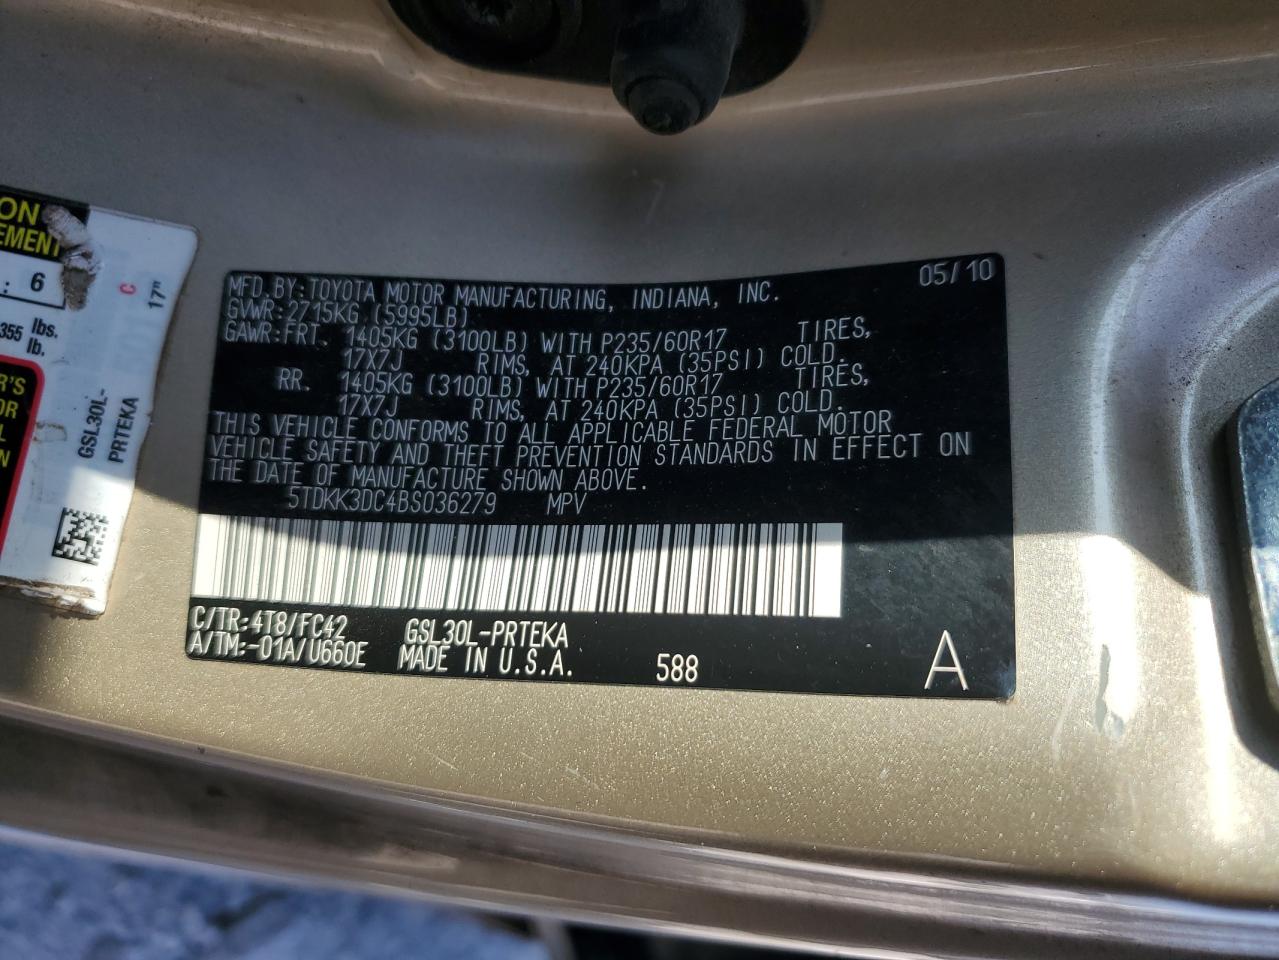 ON
EMENT
: 6
355 lbs.
lb.
C
17"
R'S
OR
L
N
GSL30L-
PRTEKA
MFD.BY:TOYOTA MOTOR MANUFACTURING, INDIANA, INC. 05/10
GVWR:2715KG (5995LB)
GAWR:FRT. 1405KG (3100LB) WITH P235/60R17 TIRES,
17X7J RIMS, AT 240KPA (35PSI) COLD.
RR. 1405KG (3100LB) WITH P235/60R17 TIRES,
17X7J RIMS, AT 240KPA (35PSI) COLD.
THIS VEHICLE CONFORMS TO ALL APPLICABLE FEDERAL MOTOR
VEHICLE SAFETY AND THEFT PREVENTION STANDARDS IN EFFECT ON
THE DATE OF MANUFACTURE SHOWN ABOVE.
5TDKK3DC4BS036279 MPV
C/TR:4T8/FC42 GSL30L-PRTEKA
A/TM:-01A/U660E MADE IN U.S.A. 588 A